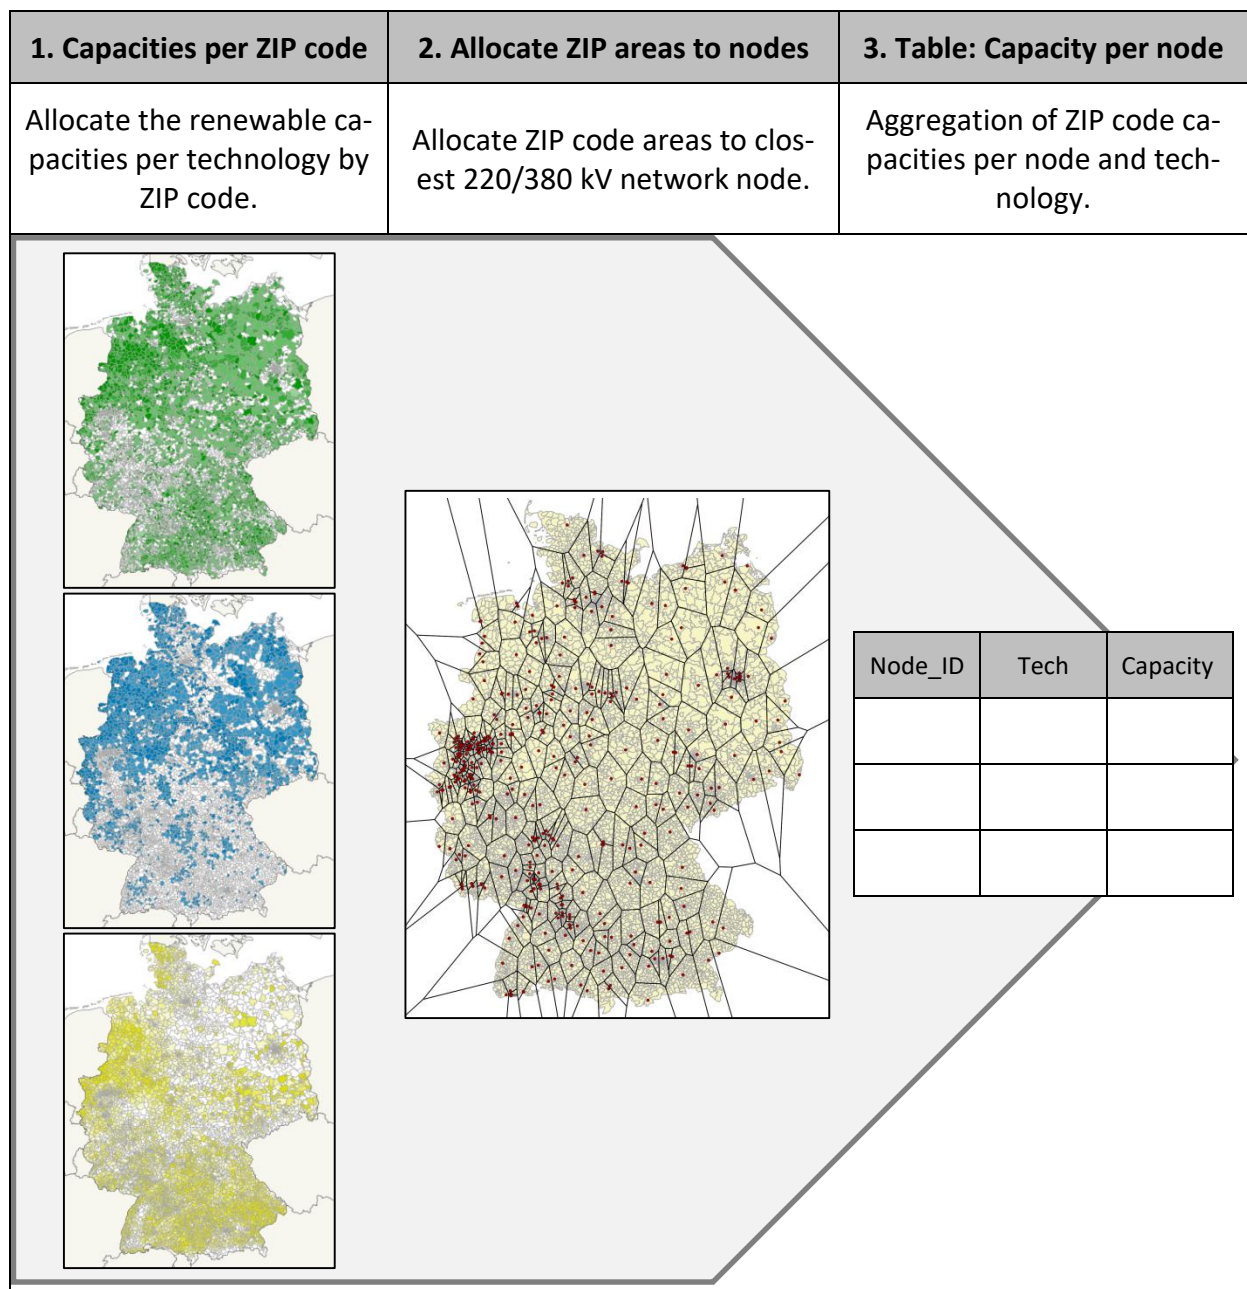 1. Capacities per ZIP code
2. Allocate ZIP areas to nodes
3. Table: Capacity per node
Allocate the renewable ca-
pacities per technology by
ZIP code.
Allocate ZIP code areas to clos-
est 220/380 kV network node.
Aggregation of ZIP code ca-
pacities per node and tech-
nology.
Node_ID
Tech
Capacity